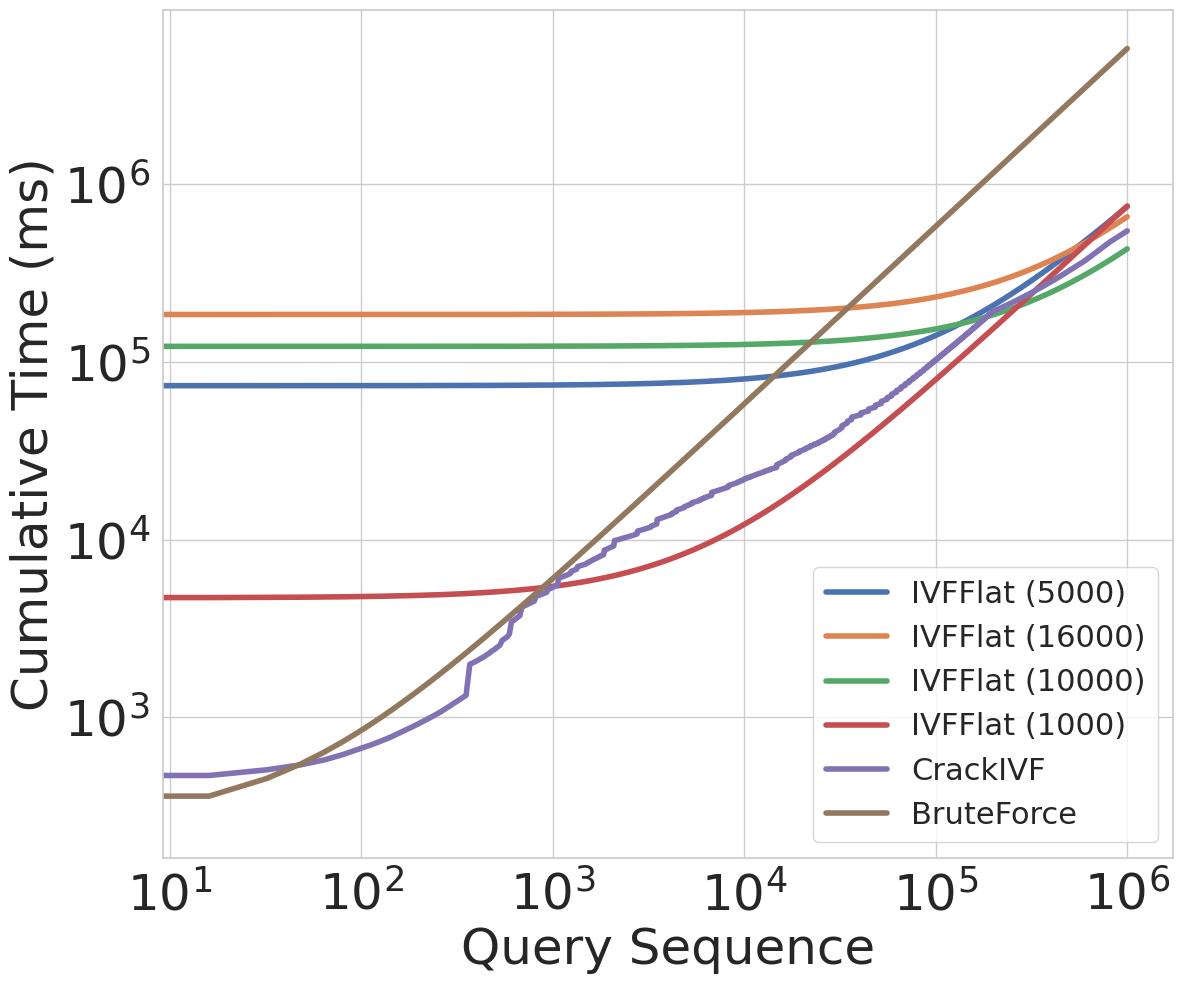 Cumulative Time (ms)
10^6
10^5
10^4
10^3
IVFFlat (5000)
IVFFlat (16000)
IVFFlat (10000)
IVFFlat (1000)
CrackIVF
BruteForce
10^1 10^2 10^3 10^4 10^5 10^6
Query Sequence